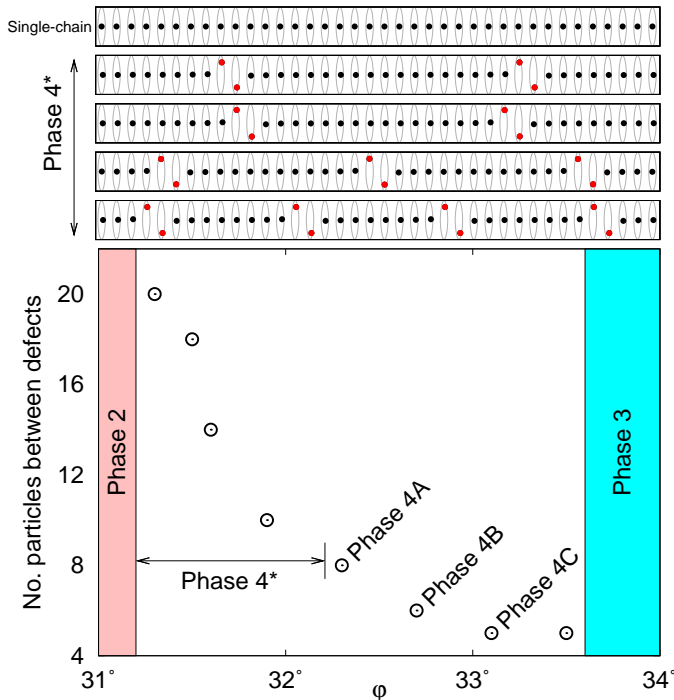 Single-chain
Phase 4*
No. particles between defects
20
16
12
8
4
Phase 2
Phase 4*
Phase 4A
Phase 4B
Phase 4C
Phase 3
31°
32°
33°
34°
φ